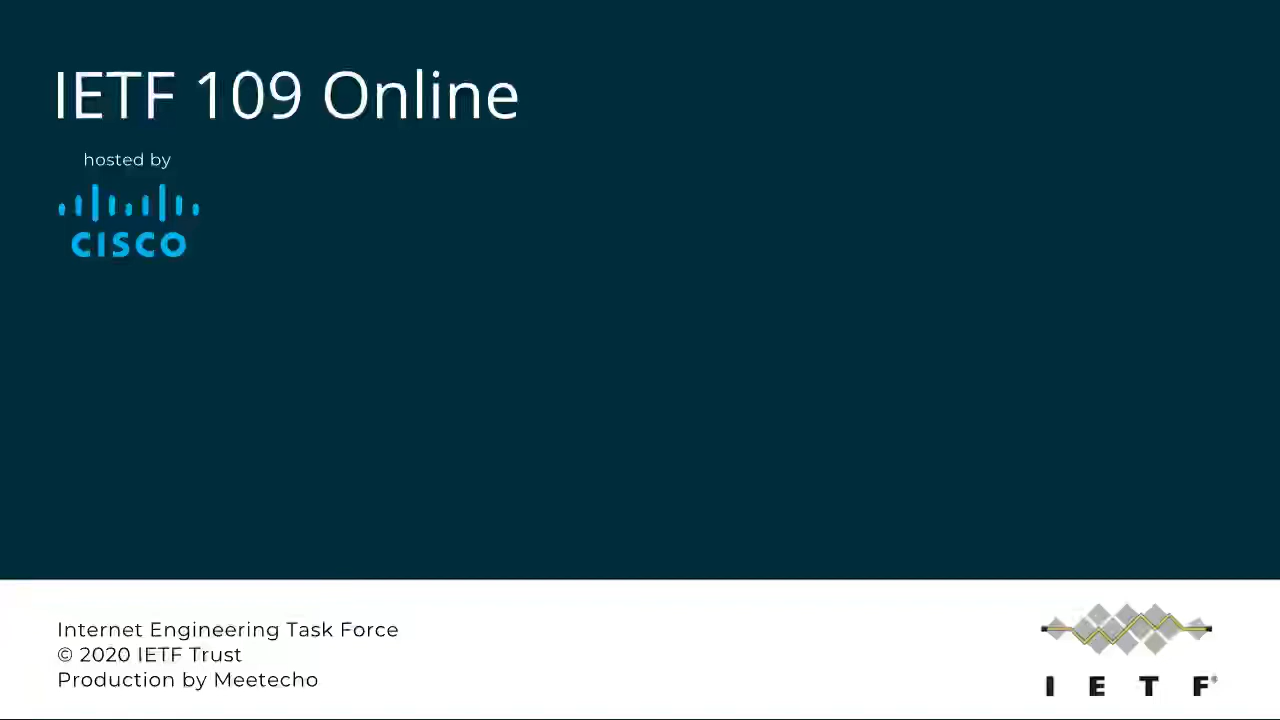 IETF 109 Online
hosted by
CISCO
Internet Engineering Task Force
© 2020 IETF Trust
Production by Meetecho
I E T F®